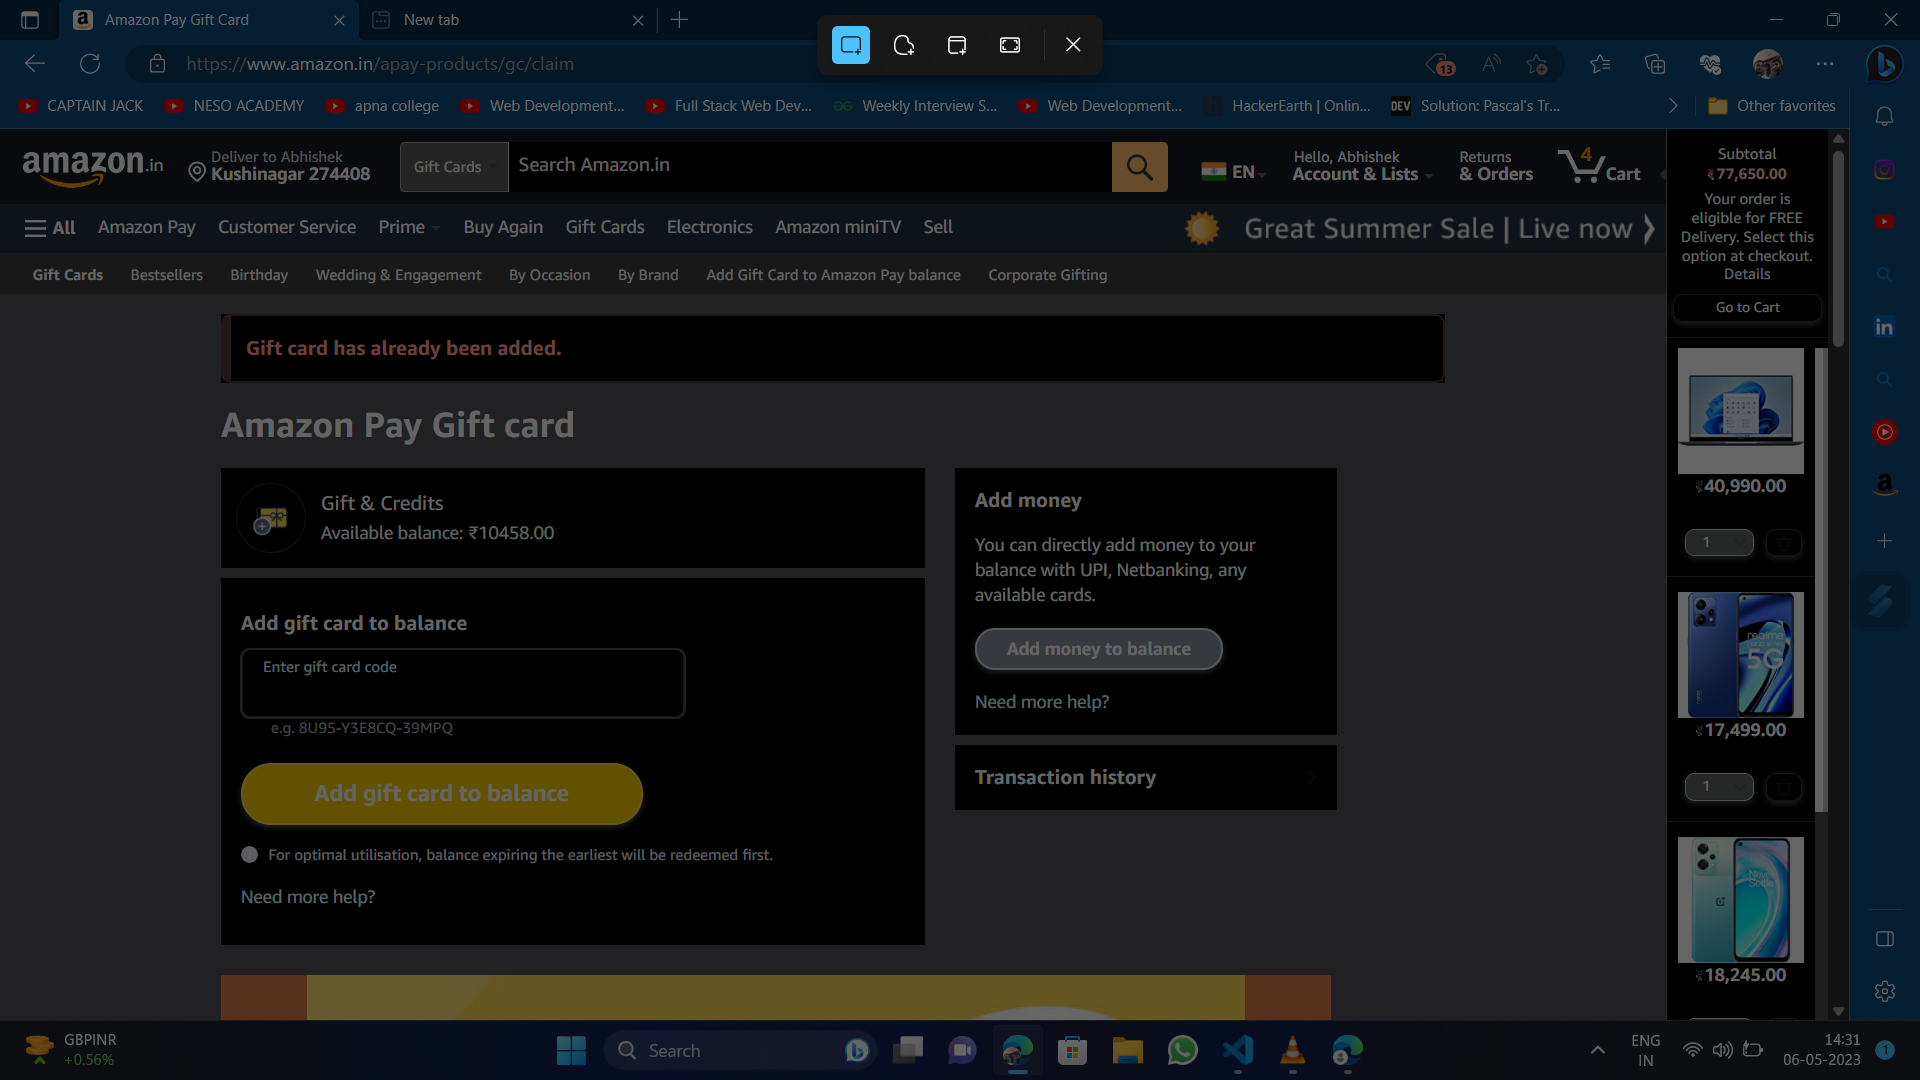 Amazon Pay Gift Card
New tab
https://www.amazon.in/apay-products/gc/claim
13
CAPTAIN JACK
NESO ACADEMY
apna college
Web Development...
Full Stack Web Dev...
Weekly Interview S...
Web Development...
HackerEarth | Onlin...
DEV
Solution: Pascal's Tr...
Other favorites
amazon.in
Deliver to Abhishek
Kushinagar 274408
Gift Cards
Search Amazon.in
EN
Hello, Abhishek
Account & Lists
Returns
& Orders
4
Cart
All
Amazon Pay
Customer Service
Prime
Buy Again
Gift Cards
Electronics
Amazon miniTV
Sell
Great Summer Sale | Live now
Gift Cards
Bestsellers
Birthday
Wedding & Engagement
By Occasion
By Brand
Add Gift Card to Amazon Pay balance
Corporate Gifting
Subtotal
₹77,650.00
Your order is
eligible for FREE
Delivery. Select this
option at checkout.
Details
Go to Cart
Gift card has already been added.
Amazon Pay Gift card
Gift & Credits
Available balance: ₹10458.00
Add gift card to balance
Enter gift card code
e.g. 8U95-Y3E8CQ-39MPQ
Add gift card to balance
For optimal utilisation, balance expiring the earliest will be redeemed first.
Need more help?
Add money
You can directly add money to your
balance with UPI, Netbanking, any
available cards.
Add money to balance
Need more help?
Transaction history
₹40,990.00
1
realme
5G
₹17,499.00
1
₹18,245.00
GBPINR
+0.56%
Search
ENG
IN
14:31
06-05-2023
1